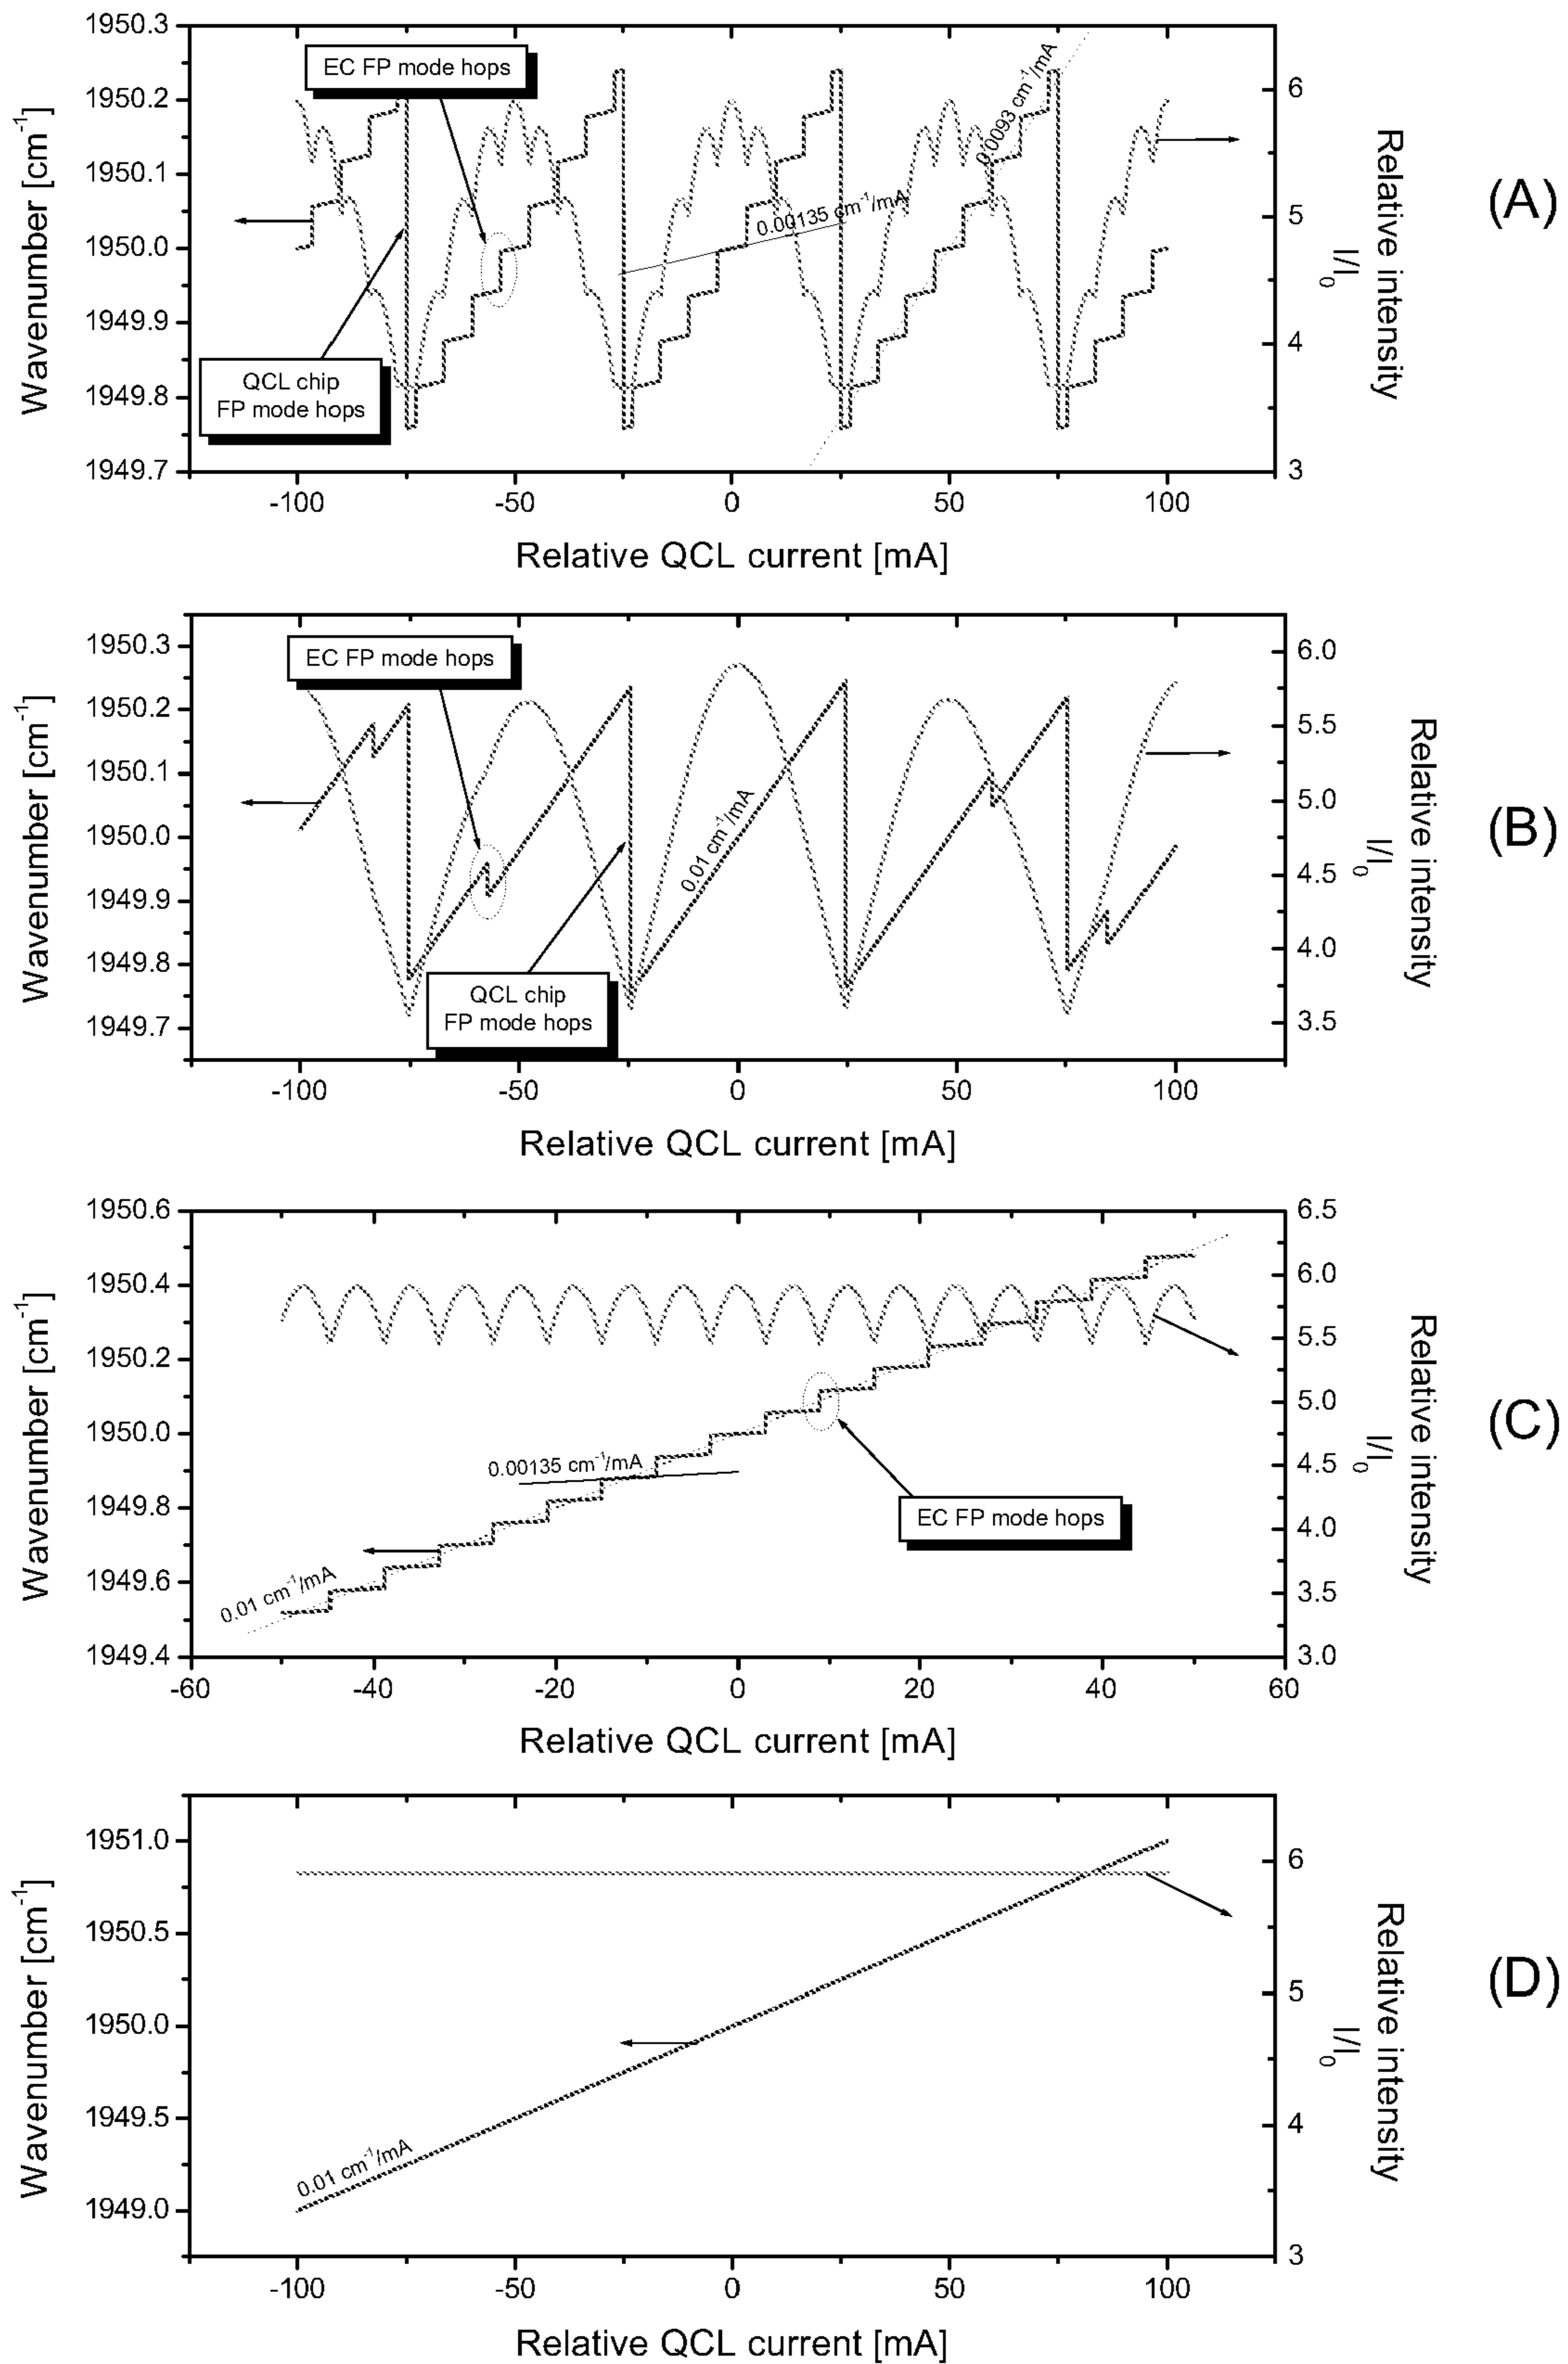 1950.3
1950.2
1950.1
1950.0
1949.9
1949.8
1949.7
Wavenumber [cm⁻¹]
EC FP mode hops
QCL chip
FP mode hops
0.00135 cm⁻¹/mA
0.0093 cm⁻¹/mA
6
5
4
3
Relative intensity
I/I₀
(A)
-100 -50 0 50 100
Relative QCL current [mA]
1950.3
1950.2
1950.1
1950.0
1949.9
1949.8
1949.7
Wavenumber [cm⁻¹]
EC FP mode hops
QCL chip
FP mode hops
0.01 cm⁻¹/mA
6.0
5.5
5.0
4.5
4.0
3.5
Relative intensity
I/I₀
(B)
-100 -50 0 50 100
Relative QCL current [mA]
1950.6
1950.4
1950.2
1950.0
1949.8
1949.6
1949.4
Wavenumber [cm⁻¹]
0.00135 cm⁻¹/mA
EC FP mode hops
0.01 cm⁻¹/mA
6.5
6.0
5.5
5.0
4.5
4.0
3.5
3.0
Relative intensity
I/I₀
(C)
-60 -40 -20 0 20 40 60
Relative QCL current [mA]
1951.0
1950.5
1950.0
1949.5
1949.0
Wavenumber [cm⁻¹]
0.01 cm⁻¹/mA
6
5
4
3
Relative intensity
I/I₀
(D)
-100 -50 0 50 100
Relative QCL current [mA]